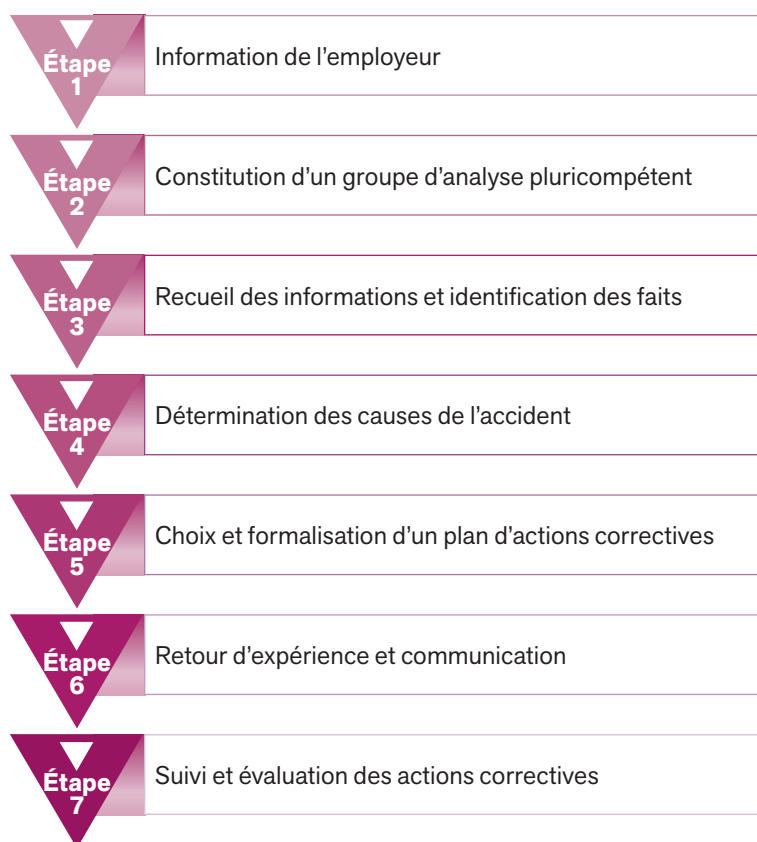 Étape
1
Information de l’employeur
Étape
2
Constitution d’un groupe d’analyse pluricompétent
Étape
3
Recueil des informations et identification des faits
Étape
4
Détermination des causes de l’accident
Étape
5
Choix et formalisation d’un plan d’actions correctives
Étape
6
Retour d’expérience et communication
Étape
7
Suivi et évaluation des actions correctives